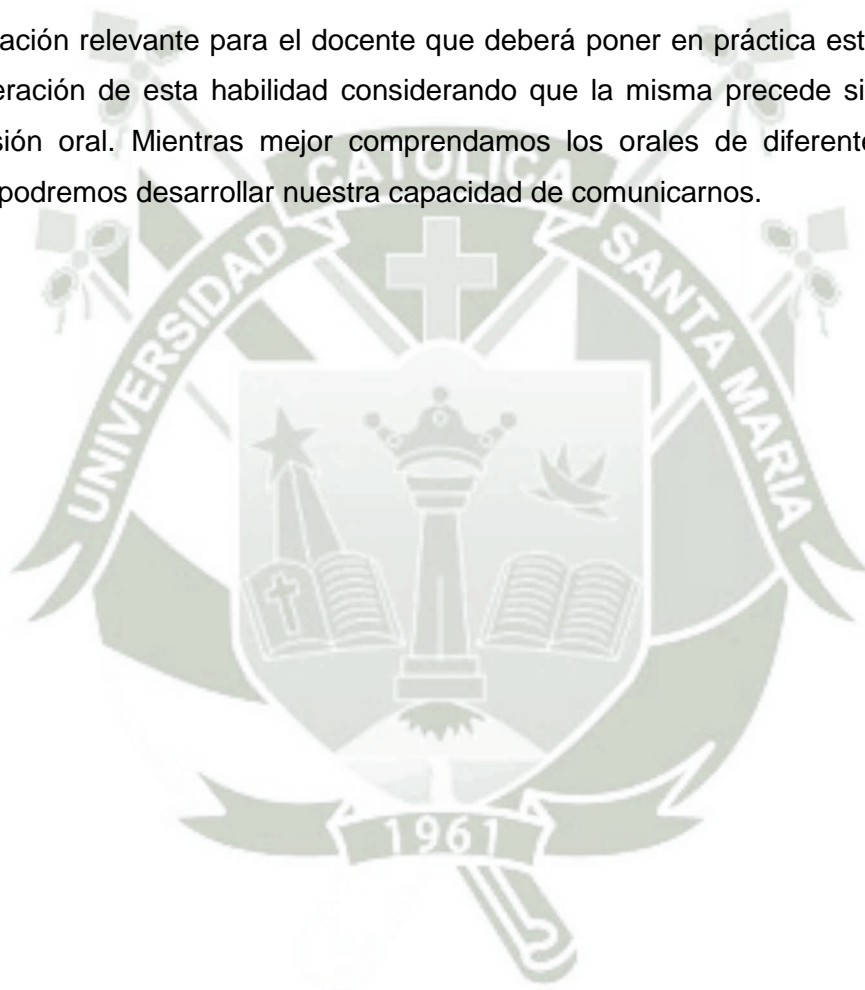 ación relevante para el docente que deberá poner en práctica est
eración de esta habilidad considerando que la misma precede si
sión oral. Mientras mejor comprendamos los orales de diferente
podremos desarrollar nuestra capacidad de comunicarnos.
UNIVERSIDAD CATOLICA SANTA MARIA
1961